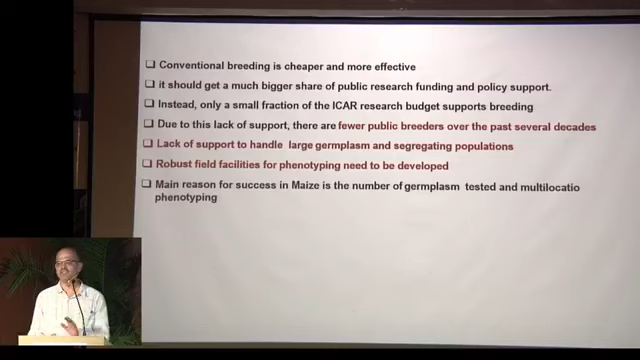 Conventional breeding is cheaper and more effective
it should get a much bigger share of public research funding and policy support.
Instead, only a small fraction of the ICAR research budget supports breeding
Due to this lack of support, there are fewer public breeders over the past several decades
Lack of support to handle large germplasm and segregating populations
Robust field facilities for phenotyping need to be developed
Main reason for success in Maize is the number of germplasm tested and multilocatio
phenotyping